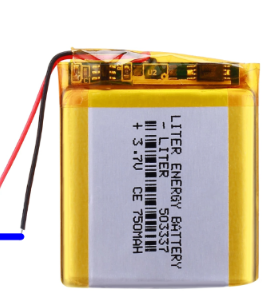 LITER ENERGY BATTERY
- LITER 503337
+ 3.7V CE 750MAH